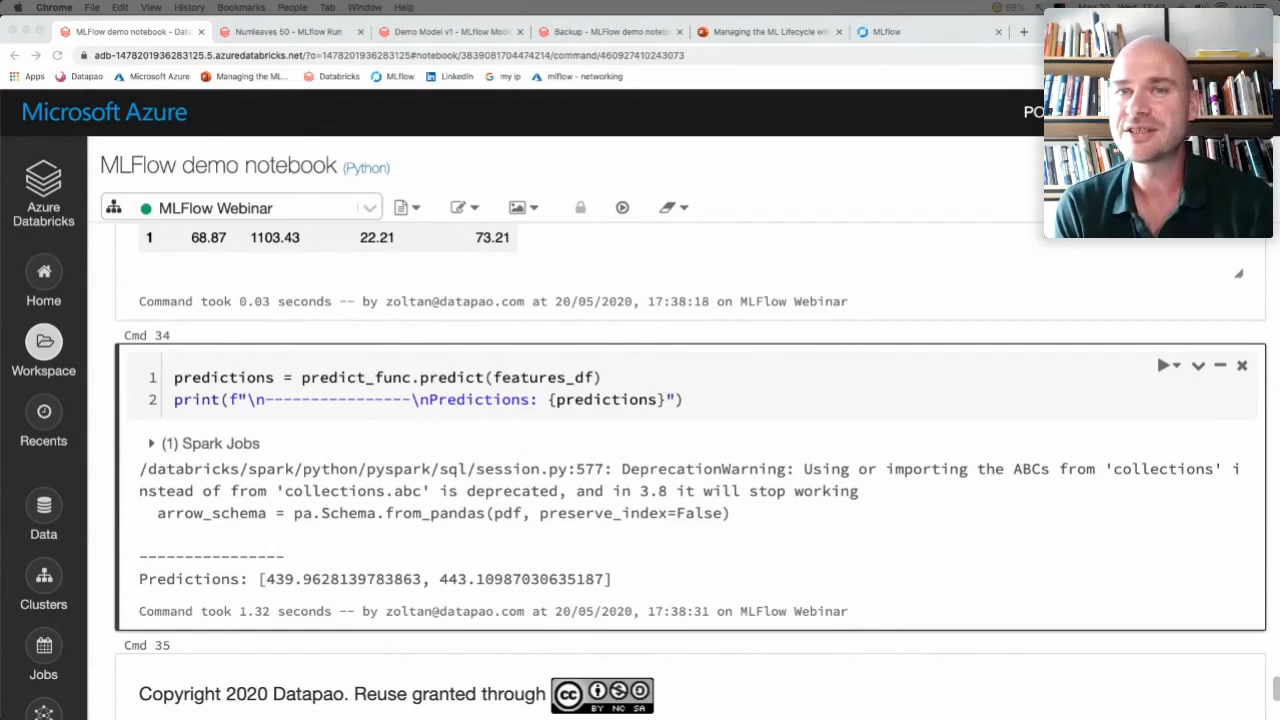 Chrome File Edit View History Bookmarks People Tab Window Help 68%
MLFlow demo notebook - Data Numleaves 50 - MLflow Run Demo Model v1 - MLflow Mode Backup - MLFlow demo notebo Managing the ML Lifecycle wit MLflow
adb-1478201936283125.5.azuredatabricks.net/?o=1478201936283125#notebook/3839081704474214/command/460927410243073
Apps Datapao Microsoft Azure Managing the ML... Databricks MLflow Linkedin my ip mlflow - networking
Microsoft Azure
PO
MLFlow demo notebook (Python)
Azure
Databricks
MLFlow Webinar
1 68.87 1103.43 22.21 73.21
Home
Command took 0.03 seconds -- by zoltan@datapao.com at 20/05/2020, 17:38:18 on MLFlow Webinar
Cmd 34
Workspace
1 predictions = predict_func.predict(features_df)
2 print(f"\n----------------\nPredictions: {predictions}")
Recents
(1) Spark Jobs
/databricks/spark/python/pyspark/sql/session.py:577: DeprecationWarning: Using or importing the ABCs from 'collections' i
nstead of from 'collections.abc' is deprecated, and in 3.8 it will stop working
arrow_schema = pa.Schema.from_pandas(pdf, preserve_index=False)
Data
----------------
Predictions: [439.9628139783863, 443.10987030635187]
Clusters
Command took 1.32 seconds -- by zoltan@datapao.com at 20/05/2020, 17:38:31 on MLFlow Webinar
Cmd 35
Jobs
Copyright 2020 Datapao. Reuse granted through
cc BY NC SA